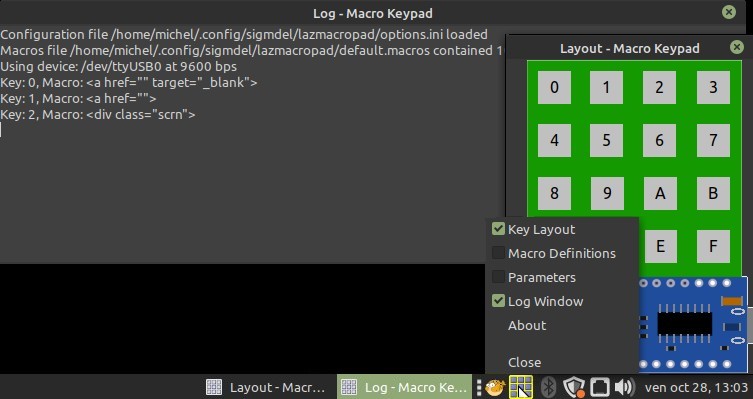 Log - Macro Keypad
Configuration file /home/michel/.config/sigmdel/lazmacropad/options.ini loaded
Macros file /home/michel/.config/sigmdel/lazmacropad/default.macros contained 1
Using device: /dev/ttyUSB0 at 9600 bps
Key: 0, Macro: <a href="" target="_blank">
Key: 1, Macro: <a href="">
Key: 2, Macro: <div class="scrn">
Layout - Macro Keypad
0 1 2 3
4 5 6 7
8 9 A B
E F
Key Layout
Macro Definitions
Parameters
Log Window
About
Close
Layout - Macr...
Log - Macro Ke...
ven oct 28, 13:03